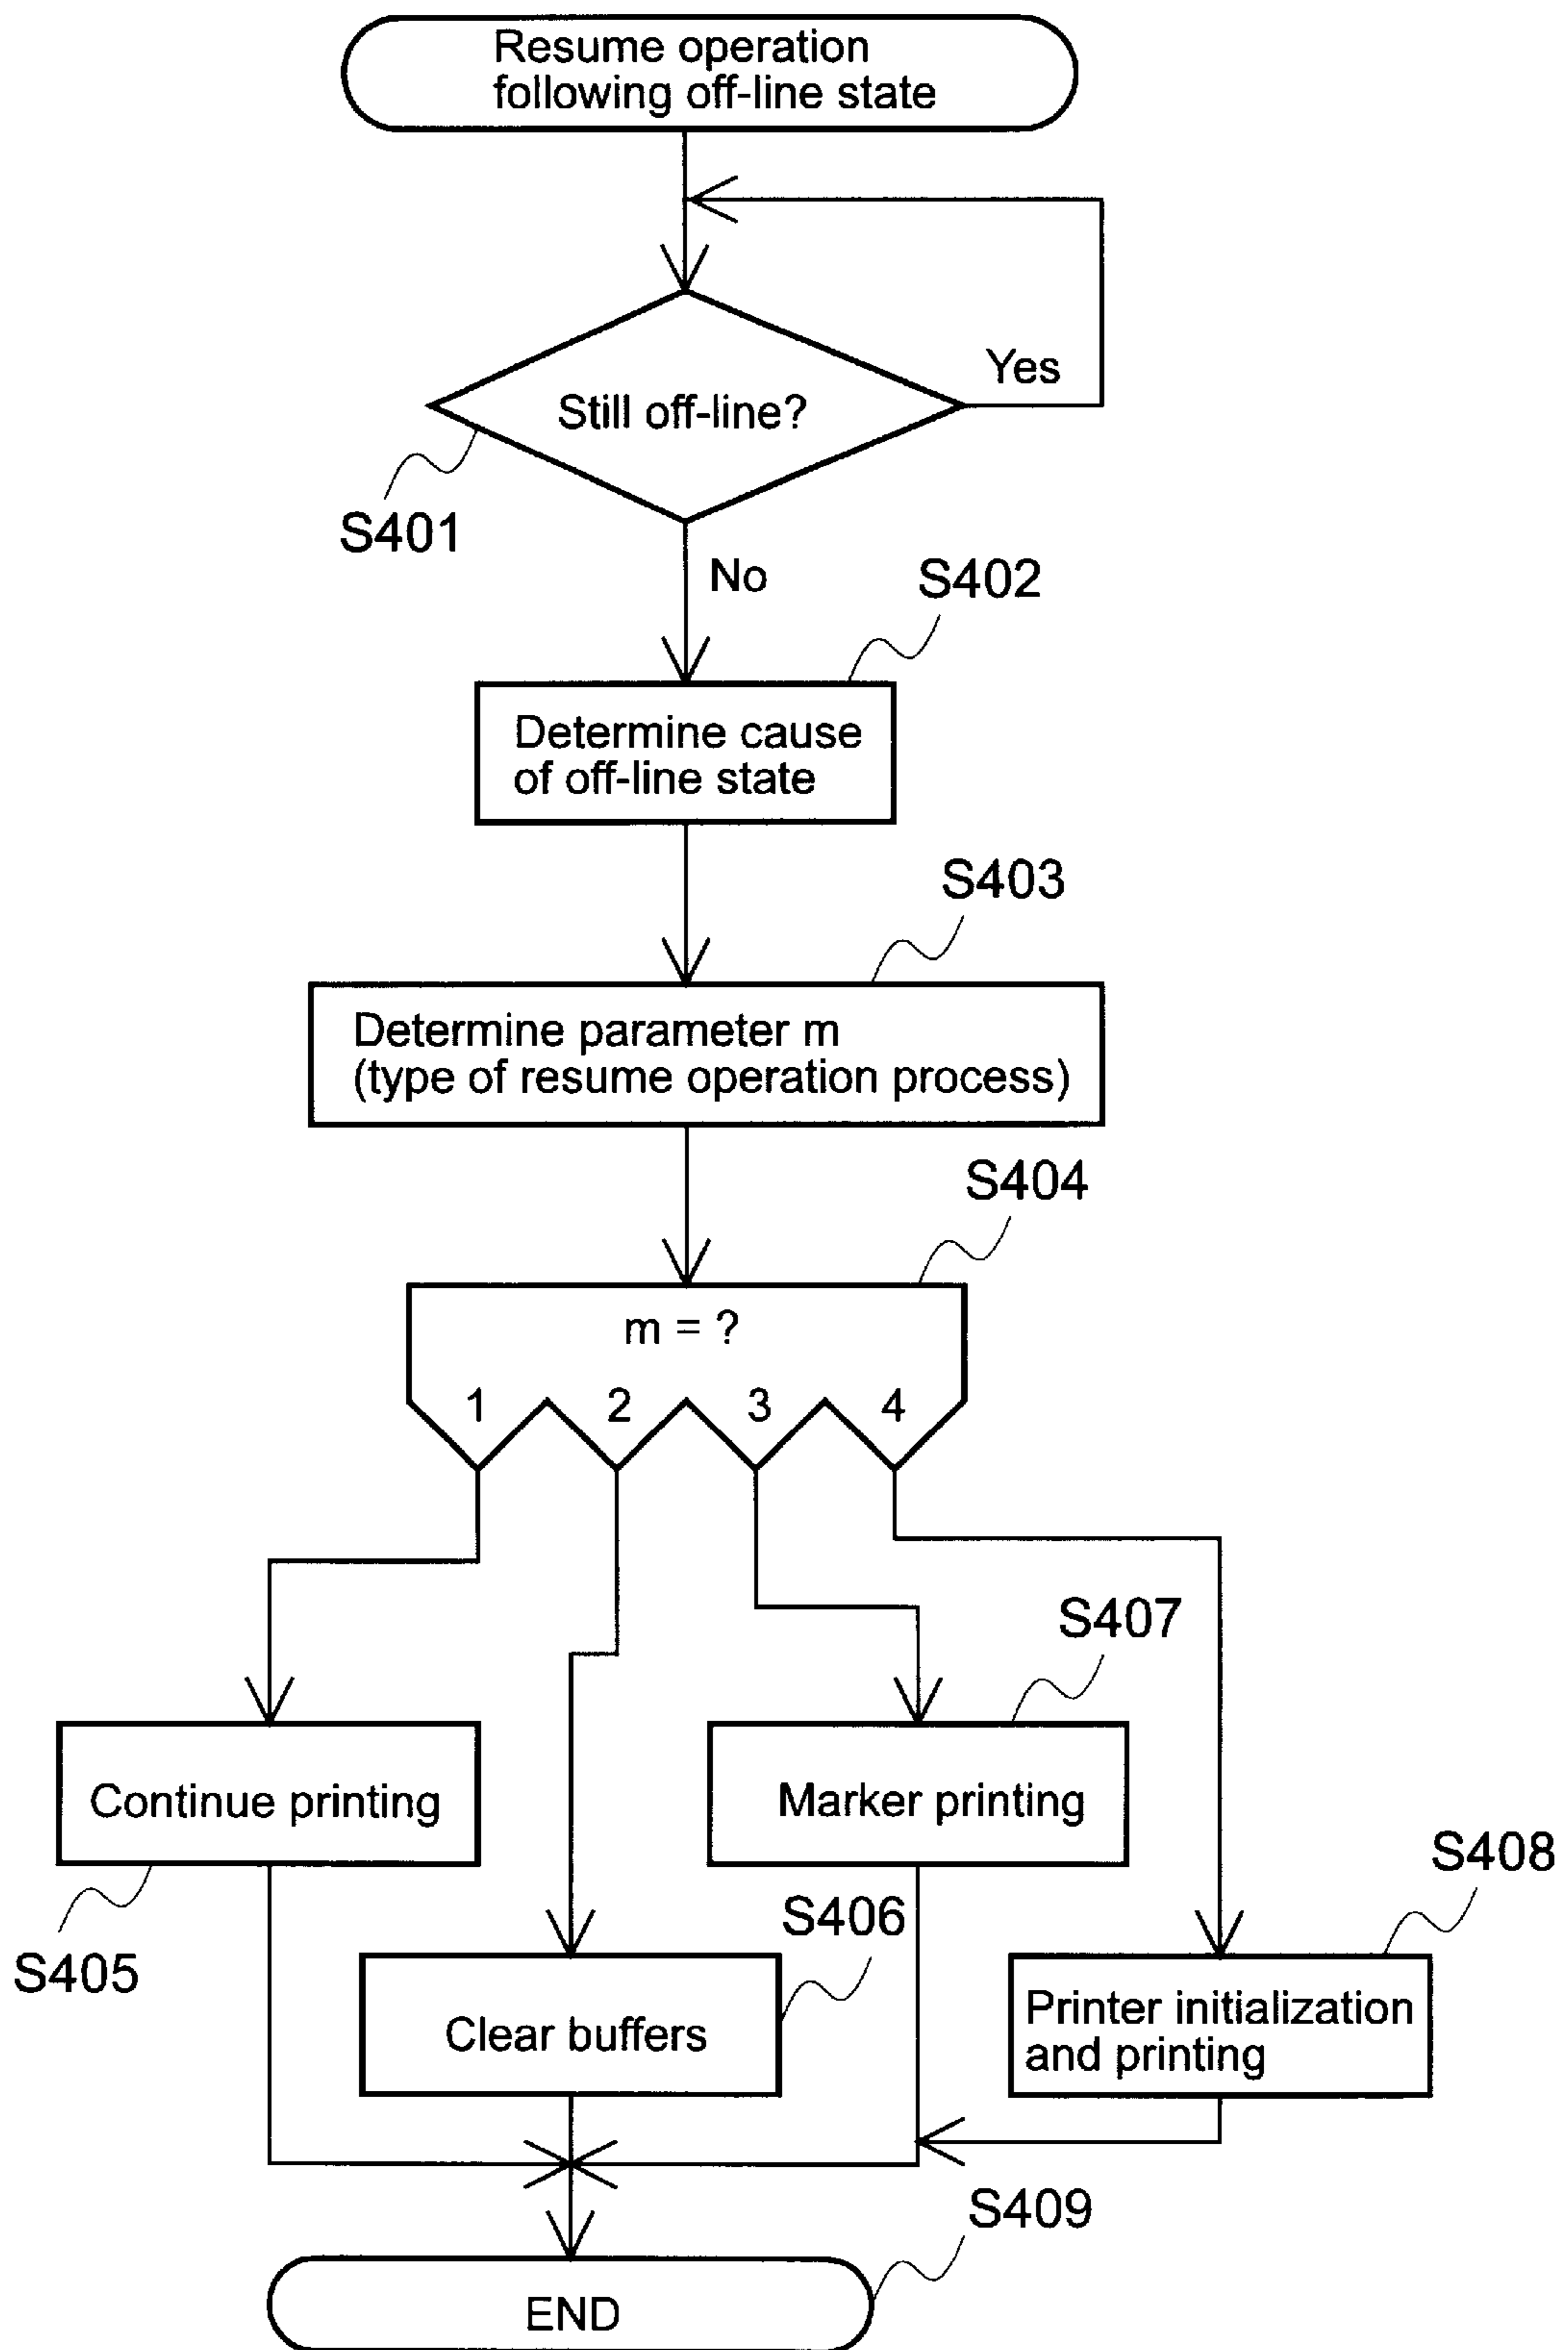 Resume operation
following off-line state
Yes
Still off-line?
S401
No
S402
Determine cause
of off-line state
S403
Determine parameter m
(type of resume operation process)
S404
m = ?
1 2 3 4
S407
Continue printing
Marker printing
S405
S406
S408
Clear buffers
Printer initialization
and printing
S409
END